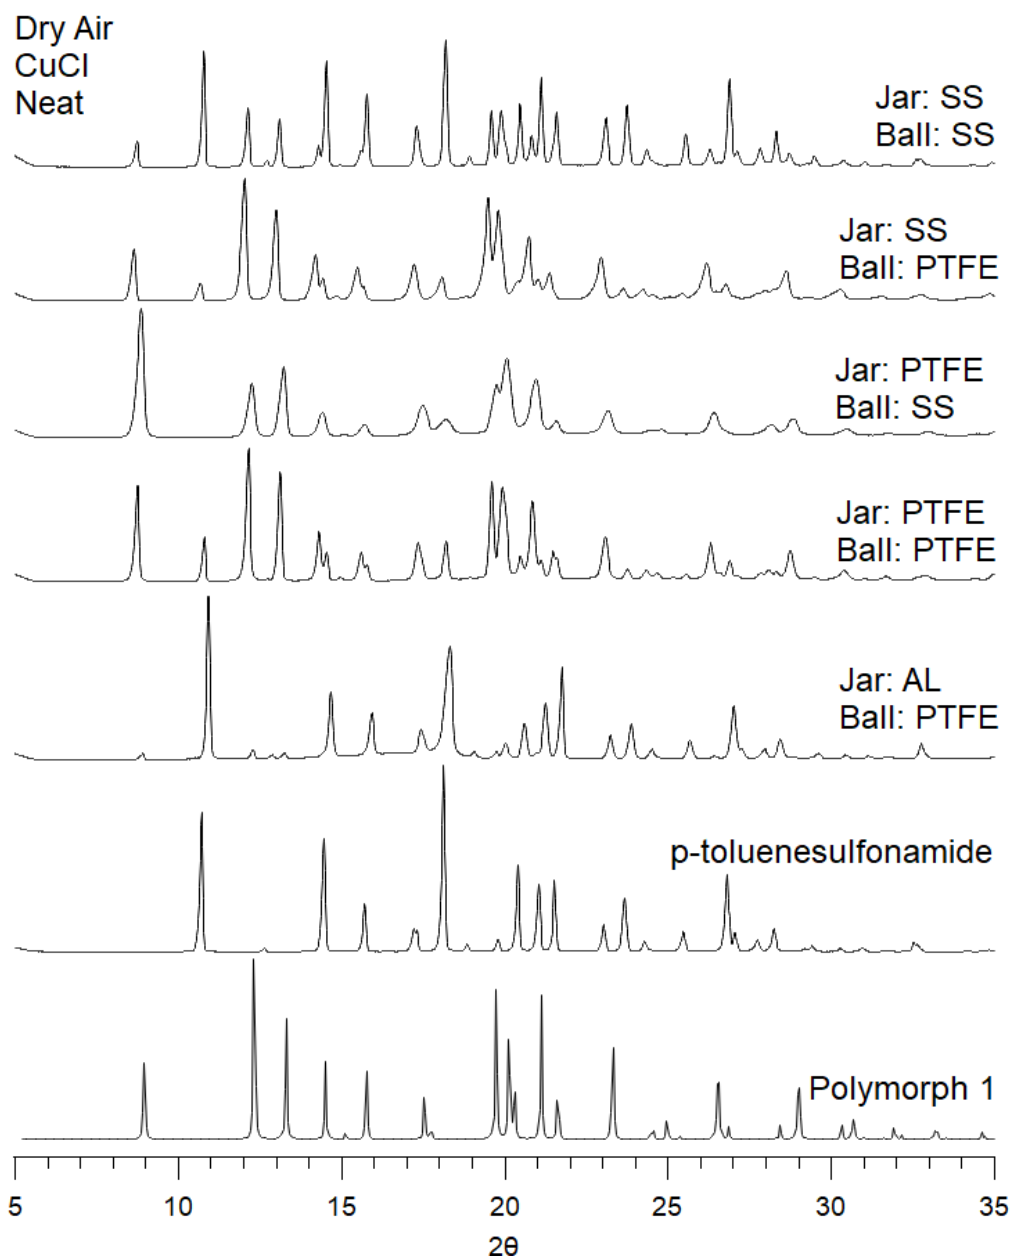 Dry Air
CuCl
Neat
Jar: SS
Ball: SS
Jar: SS
Ball: PTFE
Jar: PTFE
Ball: SS
Jar: PTFE
Ball: PTFE
Jar: AL
Ball: PTFE
p-toluenesulfonamide
Polymorph 1
5 10 15 20 25 30 35
2θ